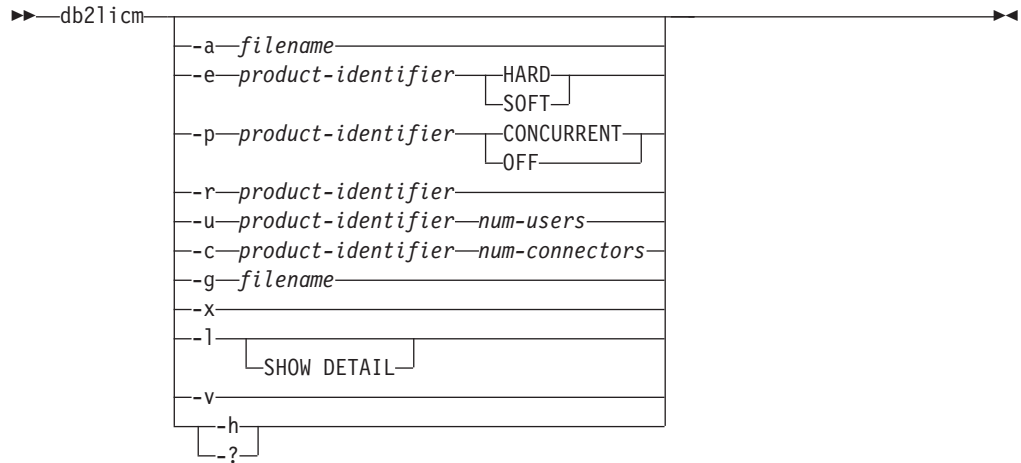 db2licm
-a filename
-e product-identifier HARD
SOFT
-p product-identifier CONCURRENT
OFF
-r product-identifier
-u product-identifier num-users
-c product-identifier num-connectors
-g filename
-x
-l
SHOW DETAIL
-v
-h
-?